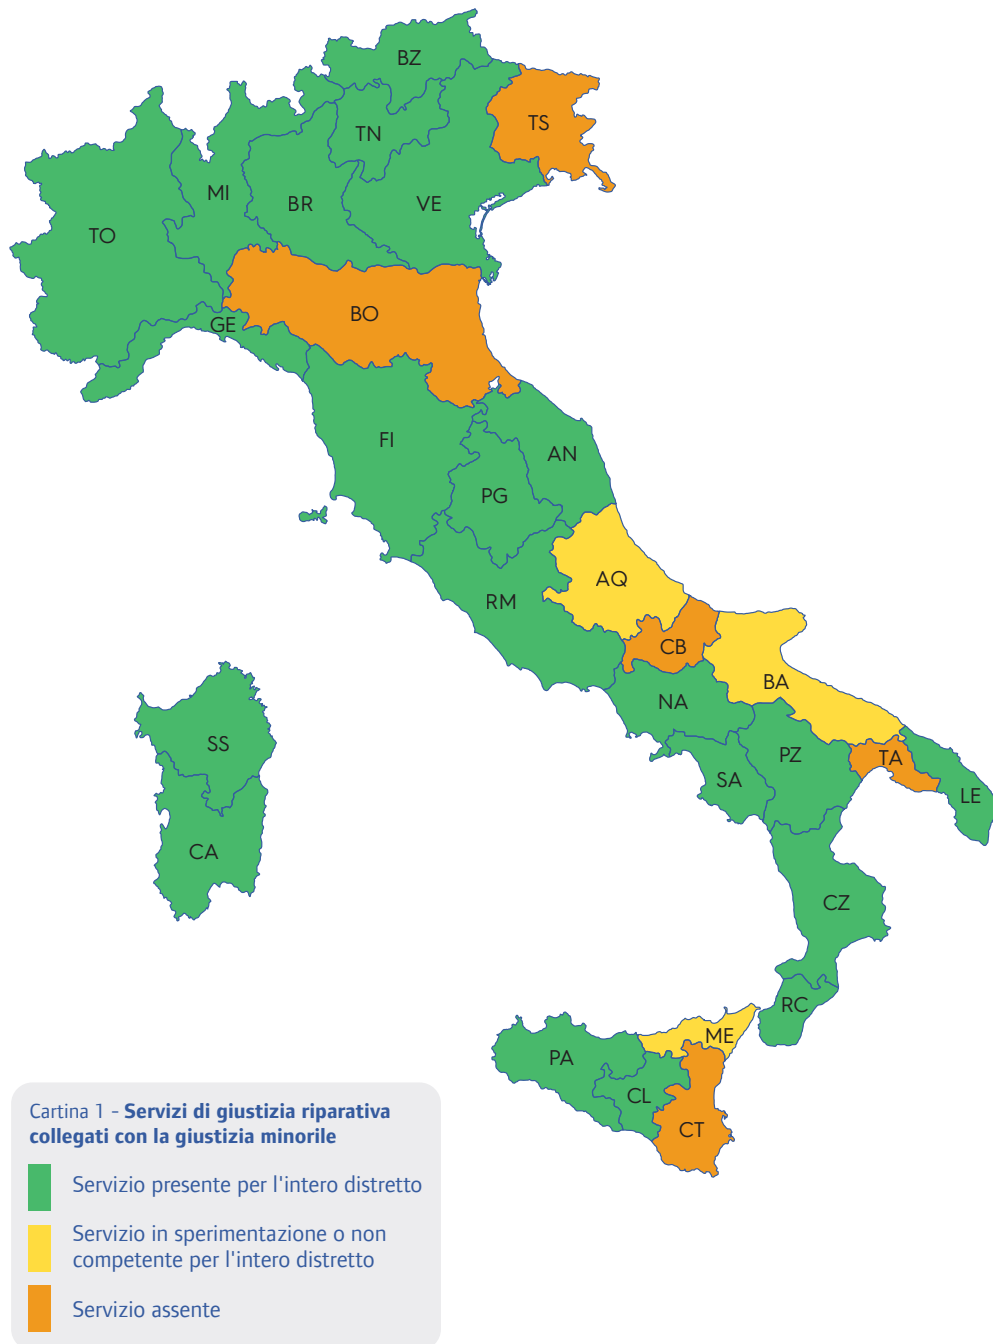 BZ
TS
TN
MI
BR
VE
TO
BO
GE
FI
AN
PG
AQ
RM
CB
BA
NA
SS
PZ
TA
SA
LE
CA
CZ
RC
ME
PA
CL
CT
Cartina 1 - Servizi di giustizia riparativa
collegati con la giustizia minorile
Servizio presente per l'intero distretto
Servizio in sperimentazione o non
competente per l'intero distretto
Servizio assente